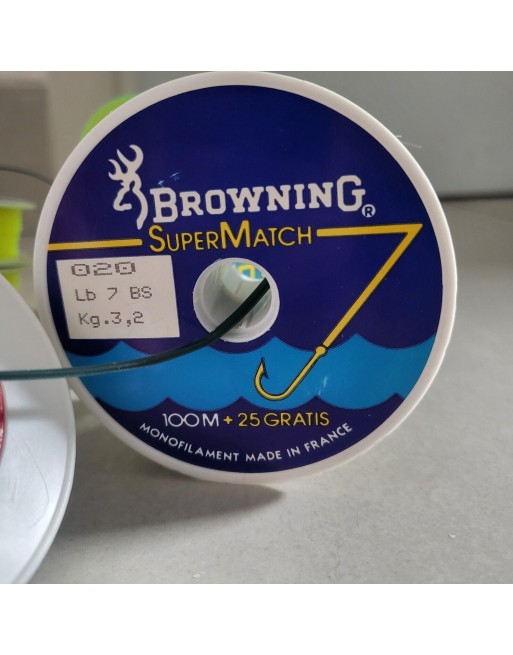 BROWNING®
SUPERMATCH
020
Lb 7 BS
Kg.3,2
100M + 25 GRATIS
MONOFILAMENT MADE IN FRANCE